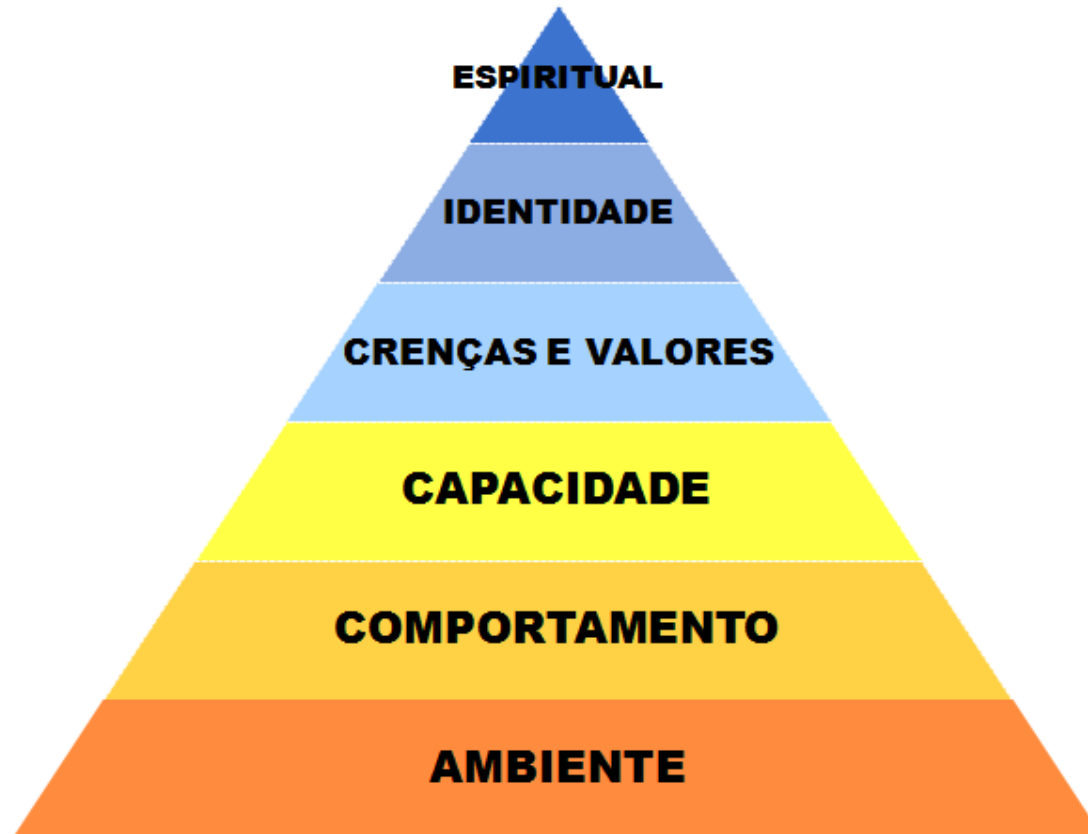 ESPIRITUAL
IDENTIDADE
CRENÇAS E VALORES
CAPACIDADE
COMPORTAMENTO
AMBIENTE